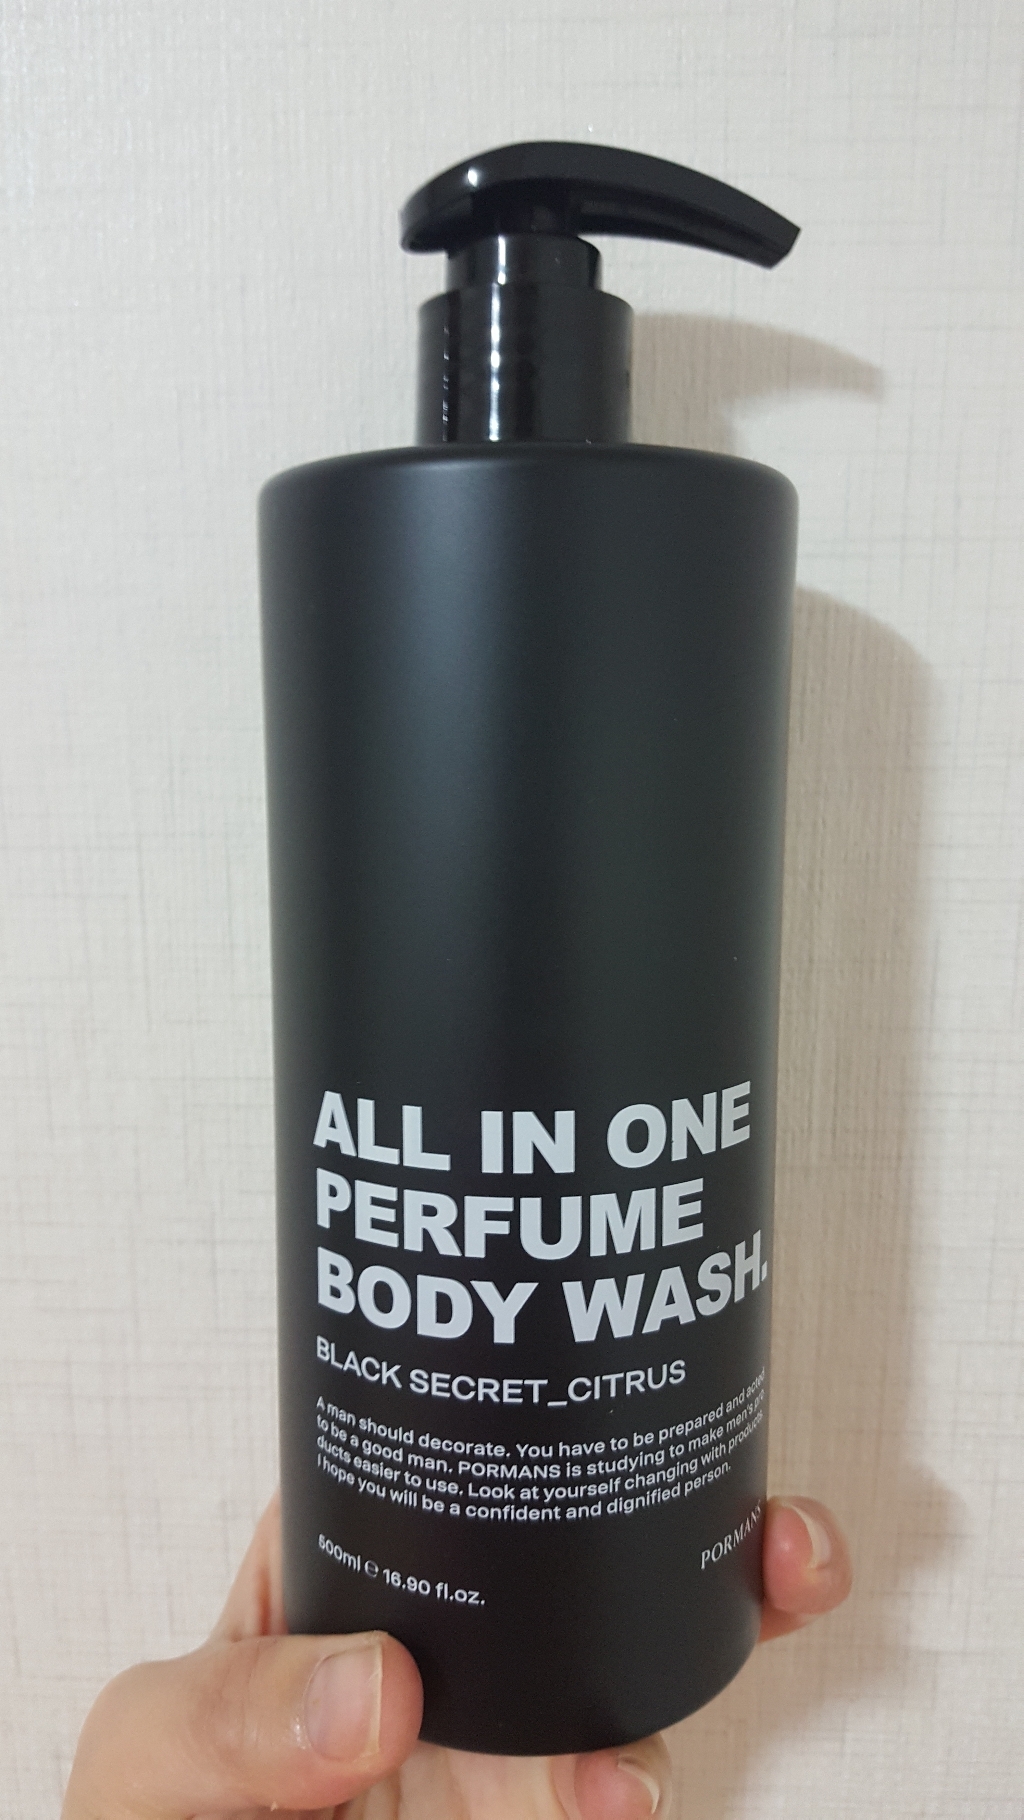 ALL IN ONE
PERFUME
BODY WASH.
BLACK SECRET_CITRUS
A man should decorate. You have to be prepared and acted
to be a good man. PORMANS is studying to make men's pro
ducts easier to use. Look at yourself changing with products.
I hope you will be a confident and dignified person.
500ml ℮ 16.90 fl.oz.
PORMANS